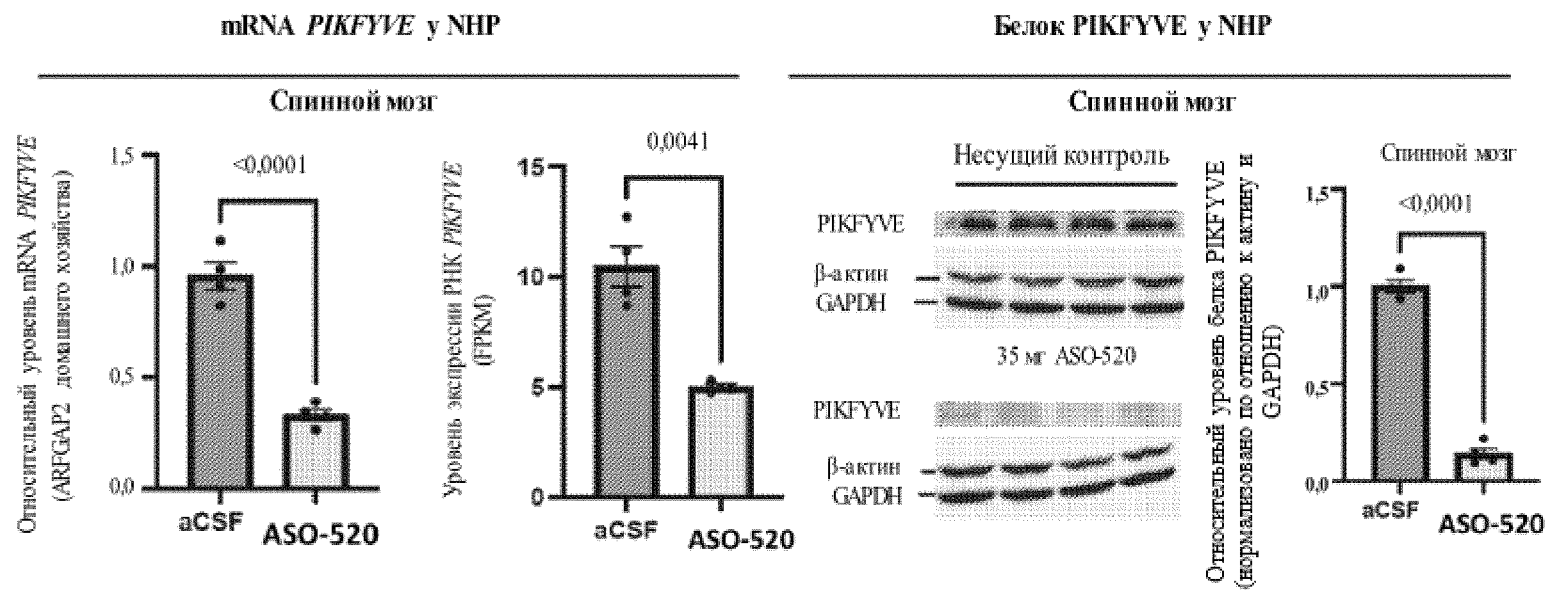 mRNA PIKFYVE у NHP
Спинной мозг
Относительный уровень mRNA PIKFYVE
(ARFGAP2 домашнего хозяйства)
1,5
1,0
0,5
0,0
<0,0001
aCSF
ASO-520
Уровень экспрессии РНК PIKFYVE
(FPKM)
15
10
5
0
0,0041
aCSF
ASO-520
Белок PIKFYVE у NHP
Спинной мозг
Несущий контроль
PIKFYVE
β-актин
GAPDH
35 мг ASO-520
PIKFYVE
β-актин
GAPDH
Относительный уровень белка PIKFYVE
(нормализовано по отношению к актину и
GAPDH)
Спинной мозг
1,5
1,0
0,5
0,0
<0,0001
aCSF
ASO-520